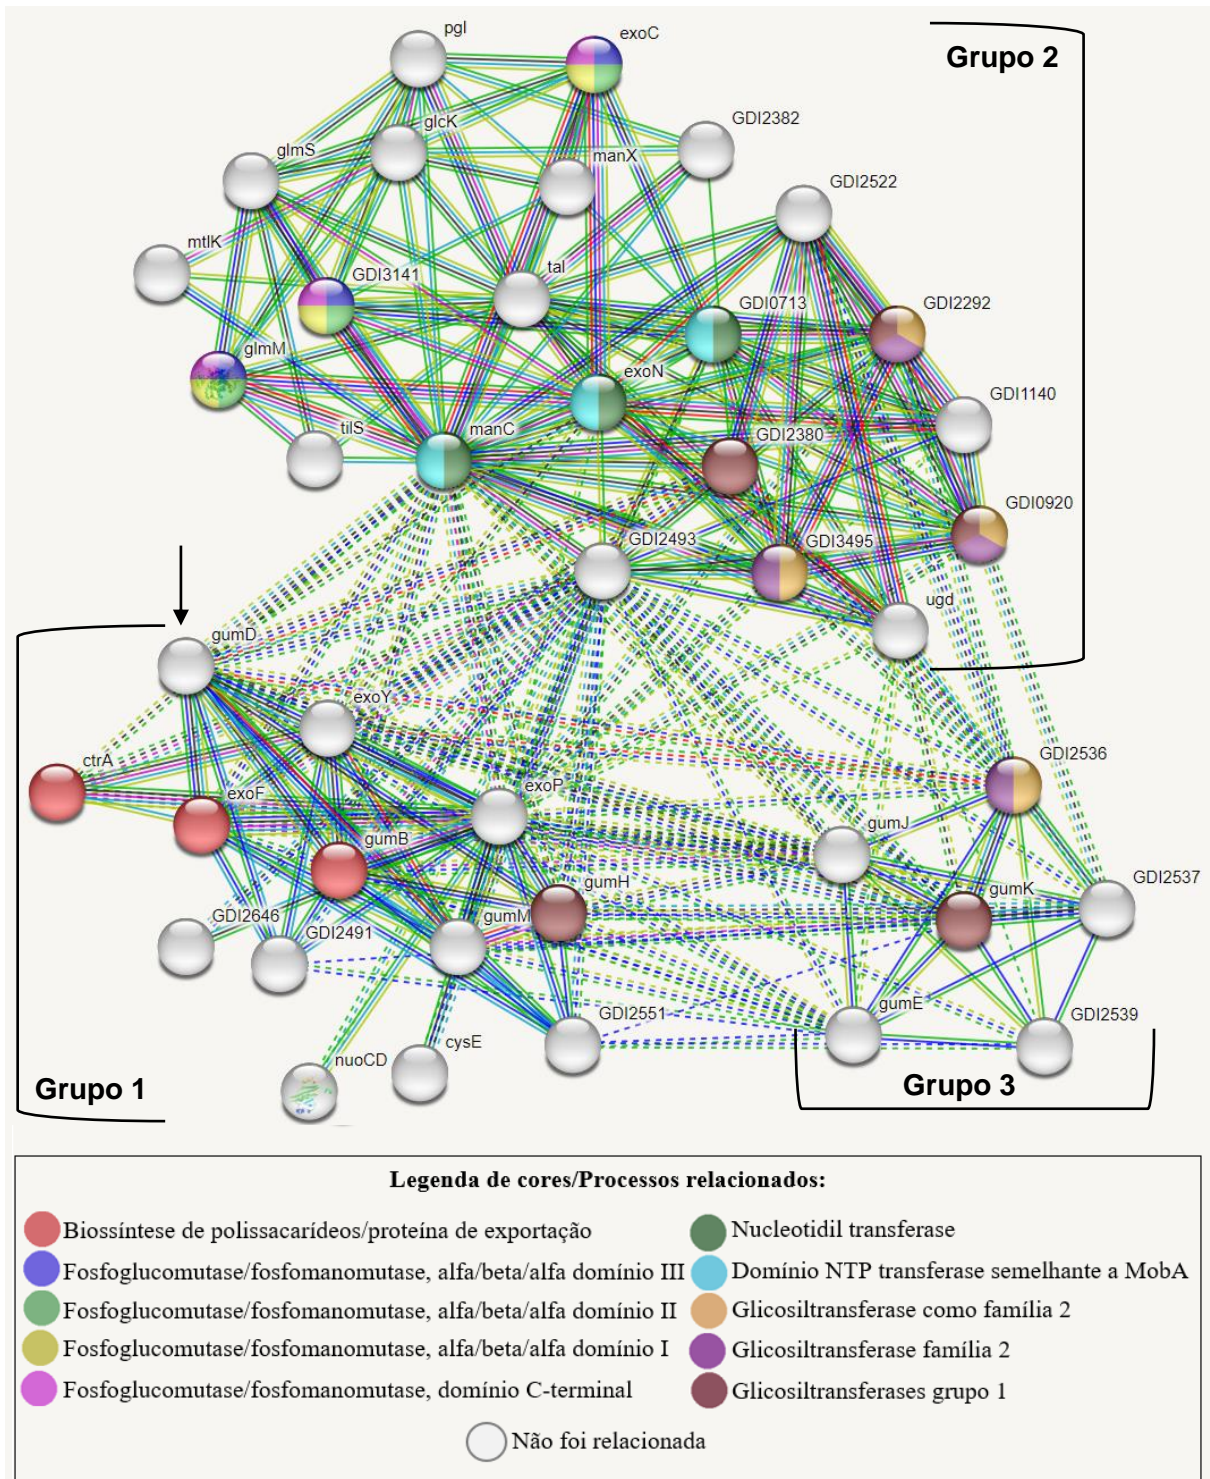 pgI
exoC
Grupo 2
glcK
GDI2382
glmS
manX
GDI2522
mtlK
GDI3141
tal
GDI0713
GDI2292
glmM
exoN
GDI1140
tilS
manC
GDI2380
GDI0920
GDI2493
GDI3495
ugd
gumD
exoY
GDI2536
ctrA
exoF
exoP
gumJ
gumB
gumH
gumK
GDI2537
GDI2646
GDI2491
gumM
gumE
GDI2551
GDI2539
cysE
nuoCD
Grupo 1
Grupo 3
Legenda de cores/Processos relacionados:
Biossíntese de polissacarídeos/proteína de exportação
Nucleotidil transferase
Fosfoglucomutase/fosfomanomutase, alfa/beta/alfa domínio III
Domínio NTP transferase semelhante a MobA
Fosfoglucomutase/fosfomanomutase, alfa/beta/alfa domínio II
Glicosiltransferase como família 2
Fosfoglucomutase/fosfomanomutase, alfa/beta/alfa domínio I
Glicosiltransferase família 2
Fosfoglucomutase/fosfomanomutase, domínio C-terminal
Glicosiltransferases grupo 1
Não foi relacionada